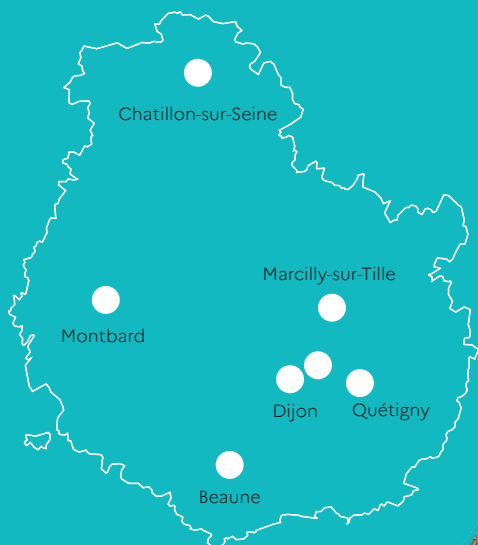 Chatillon-sur-Seine
Marcilly-sur-Tille
Montbard
Dijon
Quétigny
Beaune